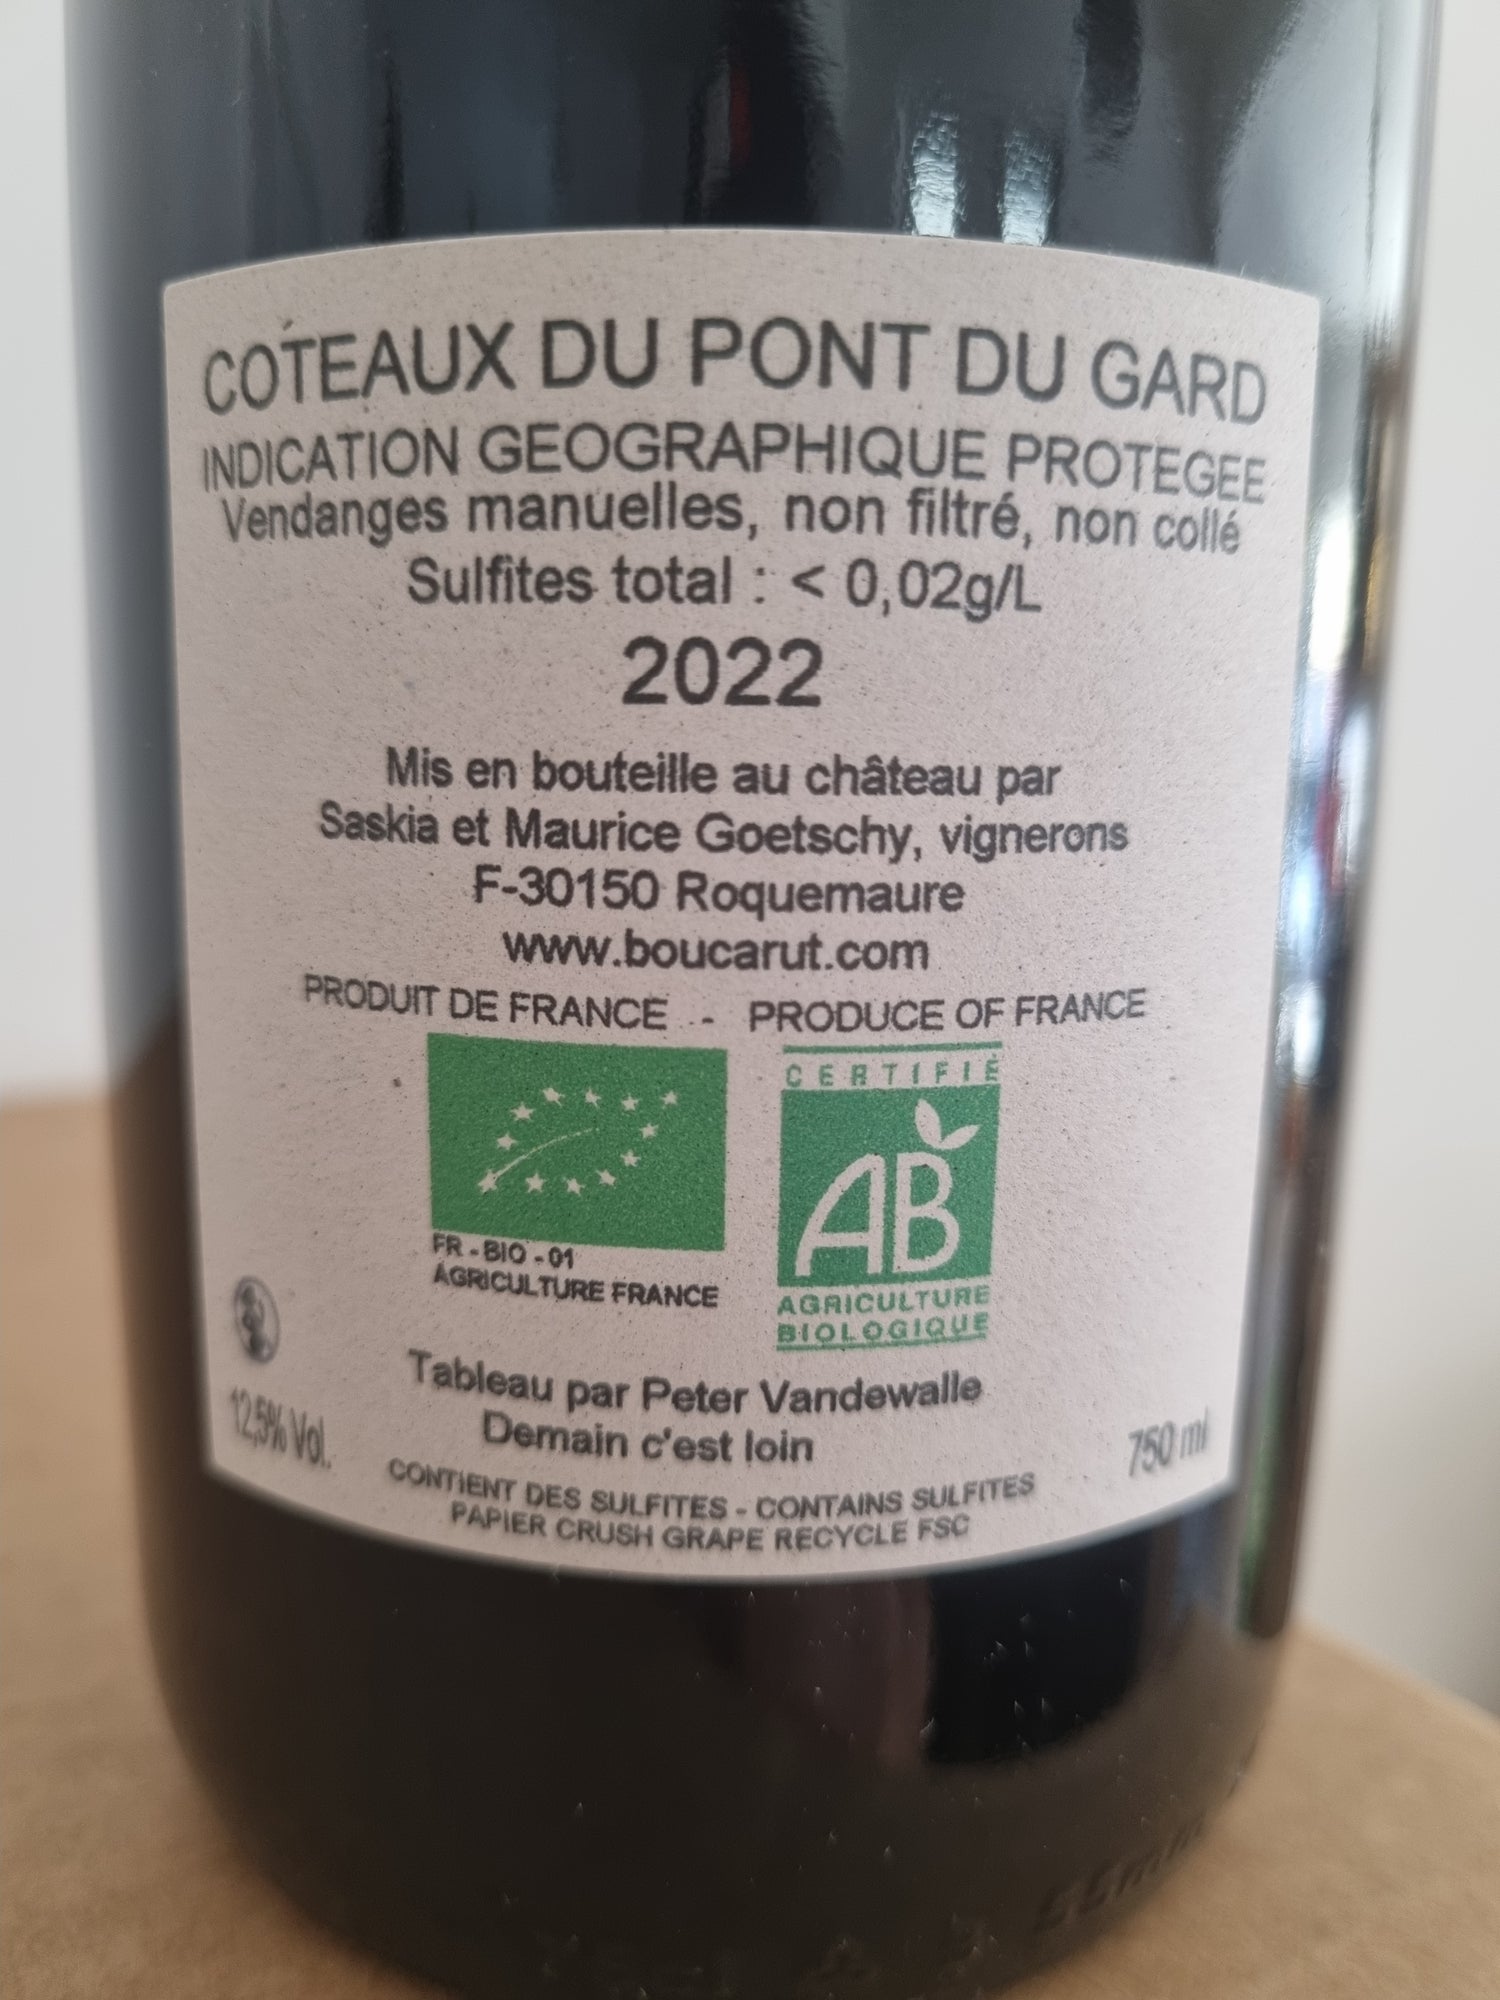 COTEAUX DU PONT DU GARD
INDICATION GEOGRAPHIQUE PROTEGEE
Vendanges manuelles, non filtré, non collé
Sulfites total : < 0,02g/L
2022
Mis en bouteille au château par
Saskia et Maurice Goetschy, vignerons
F-30150 Roquemaure
www.boucarut.com
PRODUIT DE FRANCE - PRODUCE OF FRANCE
CERTIFIÉ
AB
AGRICULTURE
BIOLOGIQUE
FR - BIO - 01
AGRICULTURE FRANCE
Tableau par Peter Vandewalle
Demain c'est loin
12,5% Vol.
750 ml
CONTIENT DES SULFITES - CONTAINS SULFITES
PAPIER CRUSH GRAPE RECYCLE FSC